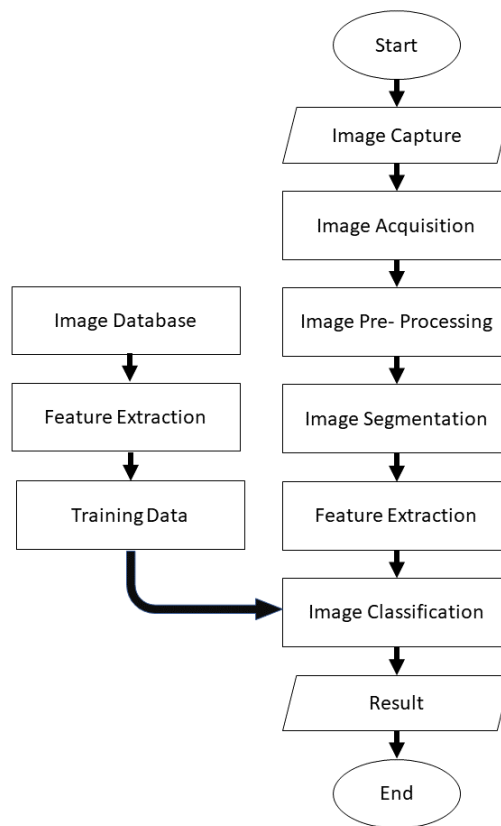 Start
Image Capture
Image Acquisition
Image Database
Image Pre- Processing
Feature Extraction
Image Segmentation
Training Data
Feature Extraction
Image Classification
Result
End